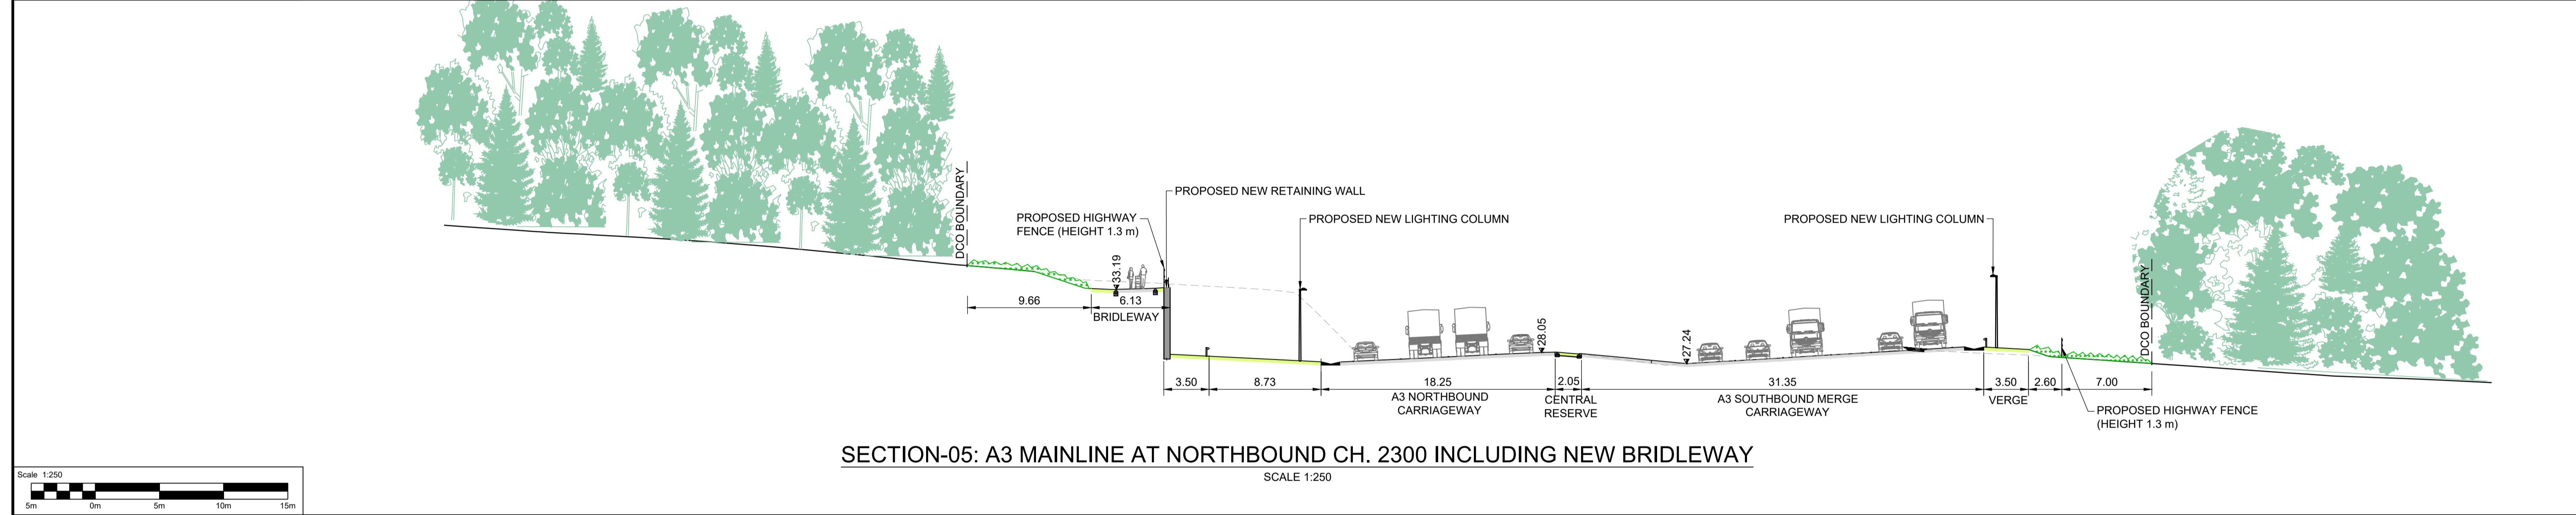 DCO BOUNDARY
PROPOSED NEW RETAINING WALL
PROPOSED HIGHWAY
FENCE (HEIGHT 1.3 m)
PROPOSED NEW LIGHTING COLUMN
PROPOSED NEW LIGHTING COLUMN
33.19
28.05
27.24
DCO BOUNDARY
9.66
6.13
BRIDLEWAY
3.50
8.73
18.25
2.05
31.35
3.50
2.60
7.00
A3 NORTHBOUND
CARRIAGEWAY
CENTRAL
RESERVE
A3 SOUTHBOUND MERGE
CARRIAGEWAY
VERGE
PROPOSED HIGHWAY FENCE
(HEIGHT 1.3 m)
SECTION-05: A3 MAINLINE AT NORTHBOUND CH. 2300 INCLUDING NEW BRIDLEWAY
SCALE 1:250
Scale 1:250
5m 0m 5m 10m 15m